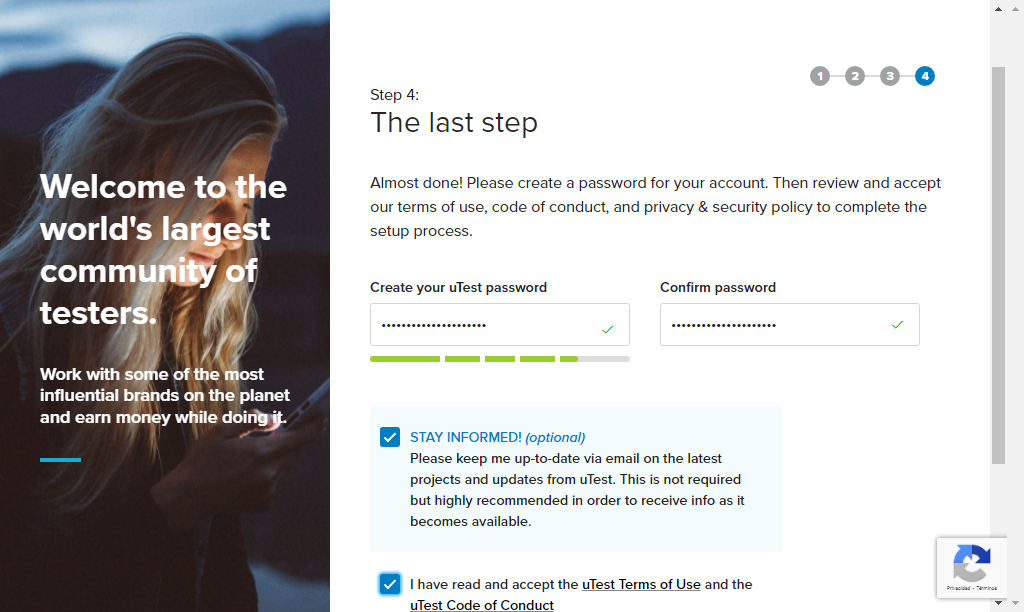 Welcome to the
world's largest
community of
testers.
Work with some of the most
influential brands on the planet
and earn money while doing it.
1 2 3 4
Step 4:
The last step
Almost done! Please create a password for your account. Then review and accept
our terms of use, code of conduct, and privacy & security policy to complete the
setup process.
Create your uTest password
Confirm password
•••••••••••••••••••••
•••••••••••••••••••••
STAY INFORMED! (optional)
Please keep me up-to-date via email on the latest
projects and updates from uTest. This is not required
but highly recommended in order to receive info as it
becomes available.
I have read and accept the uTest Terms of Use and the
uTest Code of Conduct
Privacidad - Términos